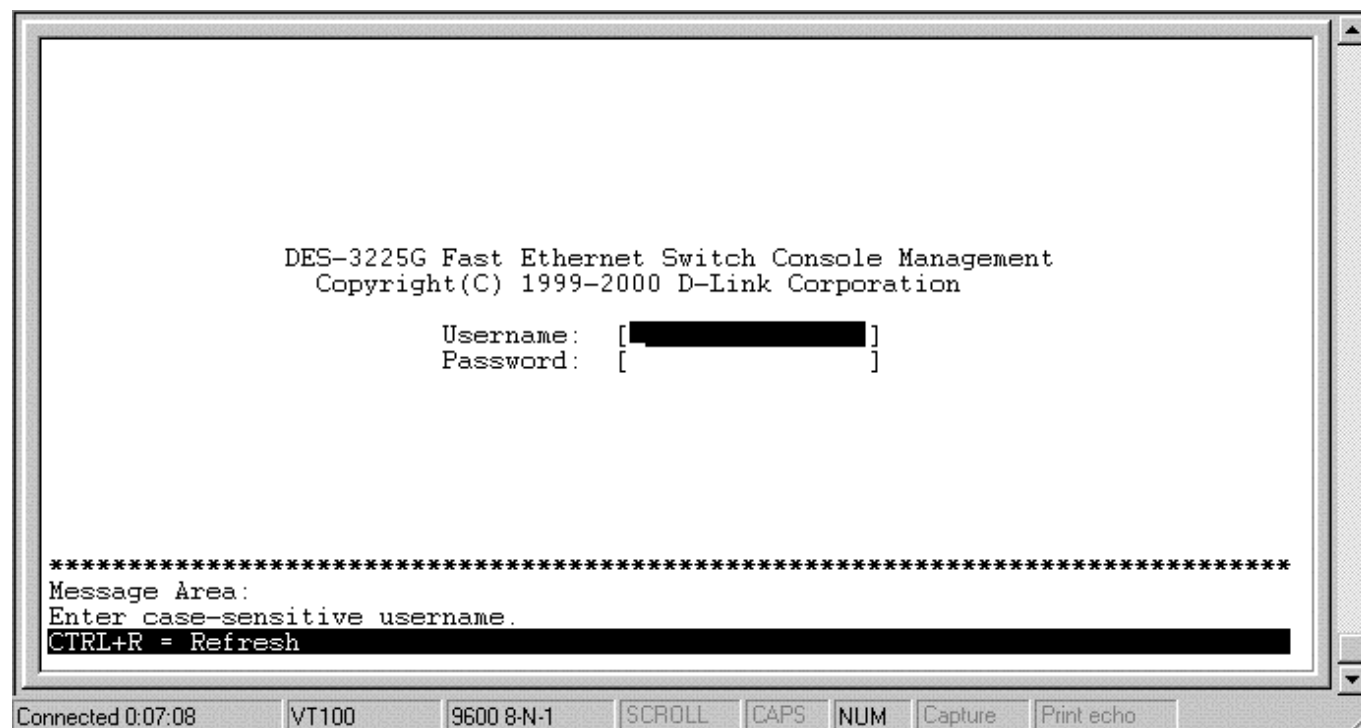 DES-3225G Fast Ethernet Switch Console Management
Copyright(C) 1999-2000 D-Link Corporation
Username: [ ]
Password: [ ]
*******************************************************************************
Message Area:
Enter case-sensitive username.
CTRL+R = Refresh
Connected 0:07:08 VT100 9600 8-N-1 SCROLL CAPS NUM Capture Print echo